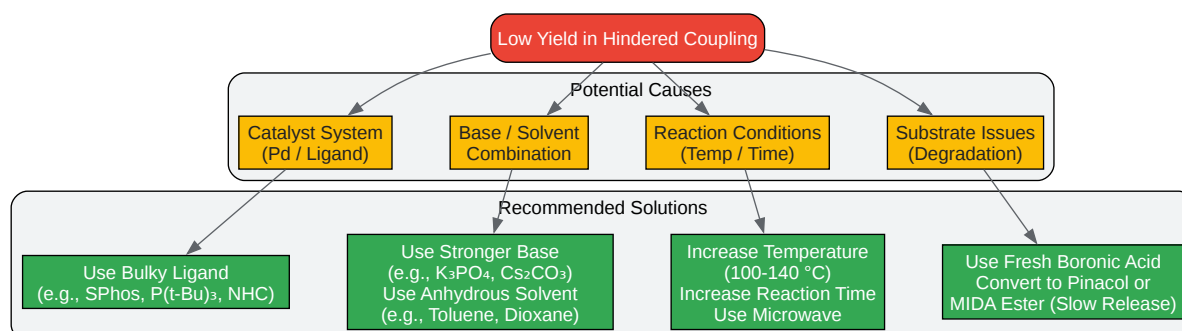 Low Yield in Hindered Coupling
Potential Causes
Catalyst System
(Pd / Ligand)
Base / Solvent
Combination
Reaction Conditions
(Temp / Time)
Substrate Issues
(Degradation)
Recommended Solutions
Use Bulky Ligand
(e.g., SPhos, P(t-Bu)₃, NHC)
Use Stronger Base
(e.g., K₃PO₄, Cs₂CO₃)
Use Anhydrous Solvent
(e.g., Toluene, Dioxane)
Increase Temperature
(100-140 °C)
Increase Reaction Time
Use Microwave
Use Fresh Boronic Acid
Convert to Pinacol or
MIDA Ester (Slow Release)